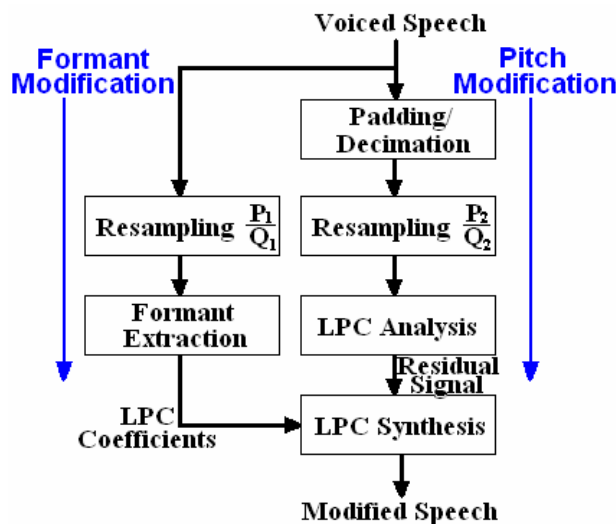 Voiced Speech
Formant
Modification
Pitch
Modification
Padding/
Decimation
Resampling P₁/Q₁
Resampling P₂/Q₂
Formant
Extraction
LPC Analysis
Residual
Signal
LPC
Coefficients
LPC Synthesis
Modified Speech